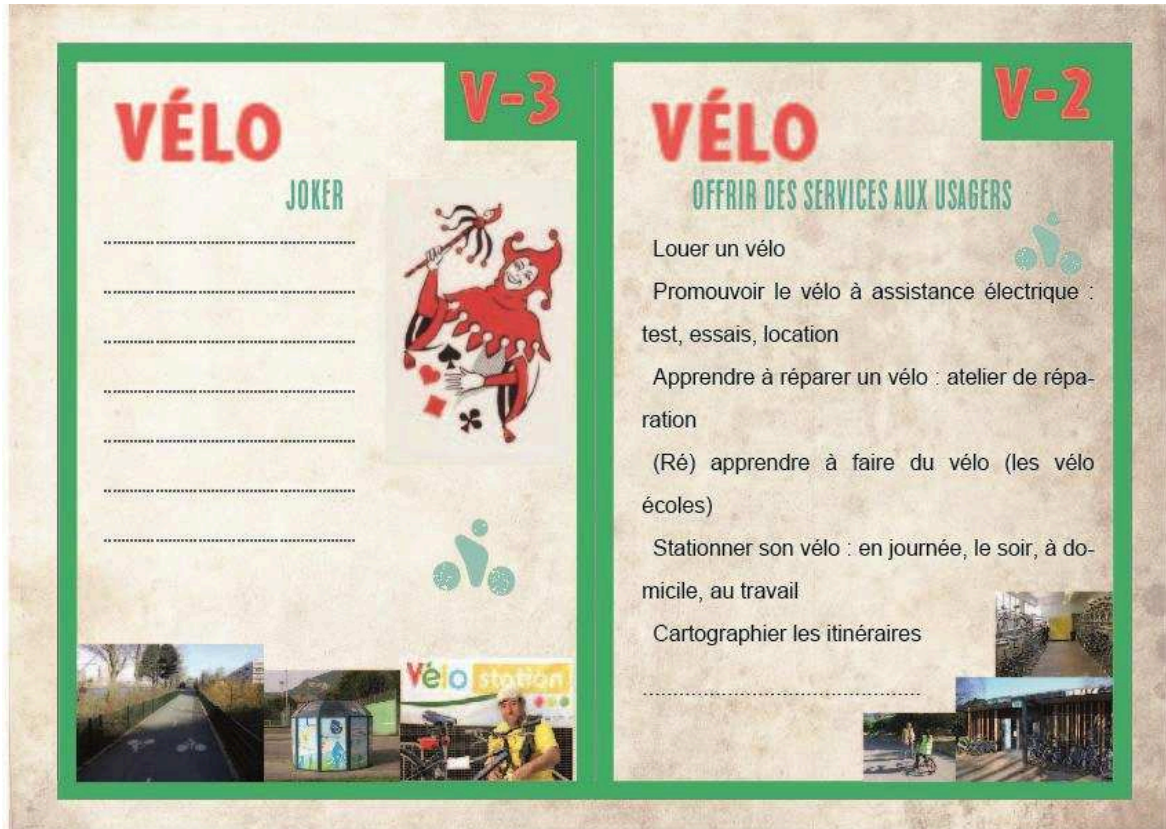 VÉLO
V-3
JOKER
Vélo station
VÉLO
V-2
OFFRIR DES SERVICES AUX USAGERS
Louer un vélo
Promouvoir le vélo à assistance électrique :
test, essais, location
Apprendre à réparer un vélo : atelier de répa-
ration
(Ré) apprendre à faire du vélo (les vélo
écoles)
Stationner son vélo : en journée, le soir, à do-
micile, au travail
Cartographier les itinéraires